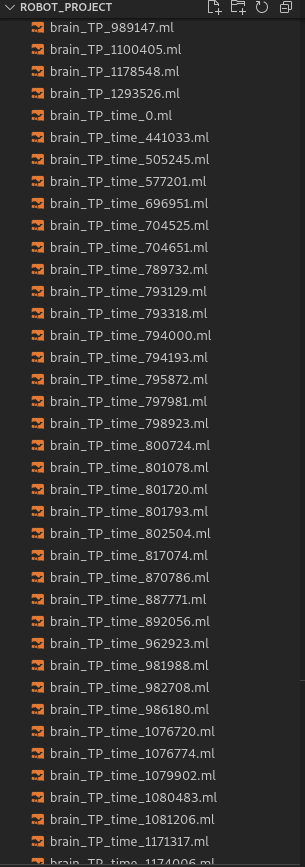 ROBOT_PROJECT
brain_TP_989147.ml
brain_TP_1100405.ml
brain_TP_1178548.ml
brain_TP_1293526.ml
brain_TP_time_0.ml
brain_TP_time_441033.ml
brain_TP_time_505245.ml
brain_TP_time_577201.ml
brain_TP_time_696951.ml
brain_TP_time_704525.ml
brain_TP_time_704651.ml
brain_TP_time_789732.ml
brain_TP_time_793129.ml
brain_TP_time_793318.ml
brain_TP_time_794000.ml
brain_TP_time_794193.ml
brain_TP_time_795872.ml
brain_TP_time_797981.ml
brain_TP_time_798923.ml
brain_TP_time_800724.ml
brain_TP_time_801078.ml
brain_TP_time_801720.ml
brain_TP_time_801793.ml
brain_TP_time_802504.ml
brain_TP_time_817074.ml
brain_TP_time_870786.ml
brain_TP_time_887771.ml
brain_TP_time_892056.ml
brain_TP_time_962923.ml
brain_TP_time_981988.ml
brain_TP_time_982708.ml
brain_TP_time_986180.ml
brain_TP_time_1076720.ml
brain_TP_time_1076774.ml
brain_TP_time_1079902.ml
brain_TP_time_1080483.ml
brain_TP_time_1081206.ml
brain_TP_time_1171317.ml
brain_TP_time_1174006.ml